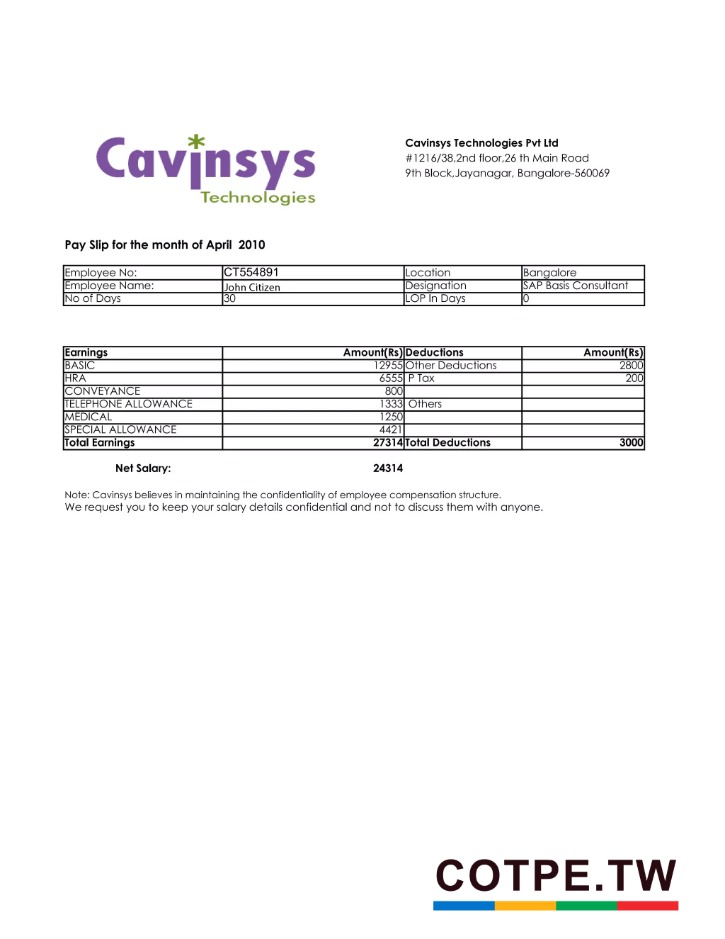 Cavinsys
Technologies
Cavinsys Technologies Pvt Ltd
#1216/38,2nd floor,26 th Main Road
9th Block,Jayanagar, Bangalore-560069
Pay Slip for the month of April 2010
Employee No: CT554891 Location Bangalore
Employee Name: John Citizen Designation SAP Basis Consultant
No of Days 30 LOP In Days 0
Earnings Amount(Rs) Deductions Amount(Rs)
BASIC 12955 Other Deductions 2800
HRA 6555 P Tax 200
CONVEYANCE 800
TELEPHONE ALLOWANCE 1333 Others
MEDICAL 1250
SPECIAL ALLOWANCE 4421
Total Earnings 27314 Total Deductions 3000
Net Salary: 24314
Note: Cavinsys believes in maintaining the confidentiality of employee compensation structure.
We request you to keep your salary details confidential and not to discuss them with anyone.
COTPE.TW